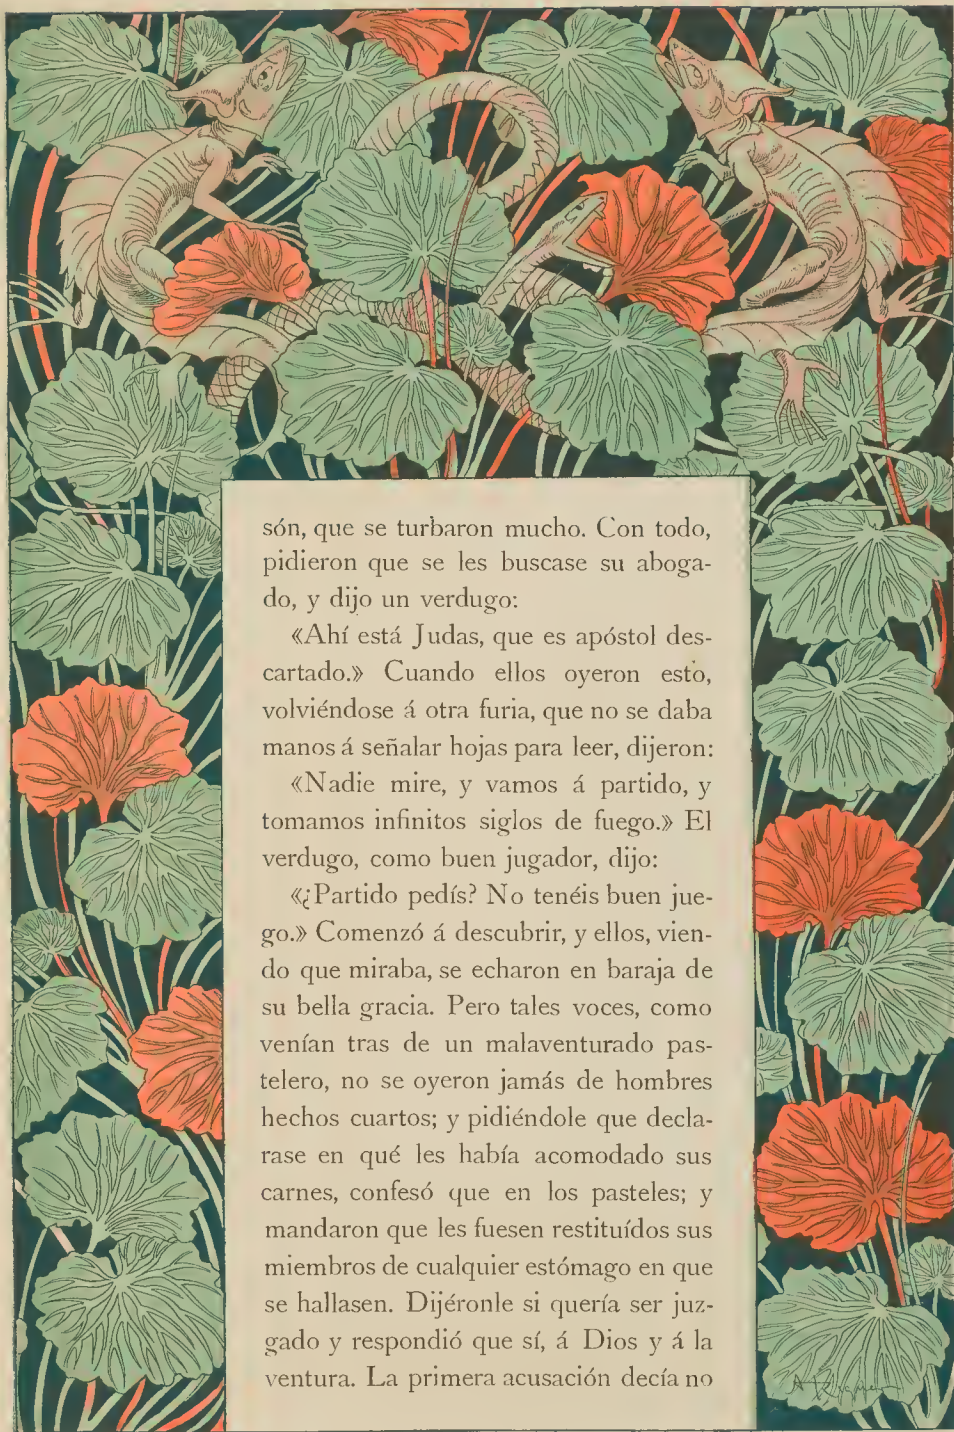 són, que se turbaron mucho. Con todo,
pidieron que se les buscase su aboga-
do, y dijo un verdugo:
«Ahí está Judas, que es apóstol des-
cartado.» Cuando ellos oyeron esto,
volviéndose á otra furia, que no se daba
manos á señalar hojas para leer, dijeron:
«Nadie mire, y vamos á partido, y
tomamos infinitos siglos de fuego.» El
verdugo, como buen jugador, dijo:
«¿Partido pedís? No tenéis buen jue-
go.» Comenzó á descubrir, y ellos, vien-
do que miraba, se echaron en baraja de
su bella gracia. Pero tales voces, como
venían tras de un malaventurado pas-
telero, no se oyeron jamás de hombres
hechos cuartos; y pidiéndole que decla-
rase en qué les había acomodado sus
carnes, confesó que en los pasteles; y
mandaron que les fuesen restituídos sus
miembros de cualquier estómago en que
se hallasen. Dijéronle si quería ser juz-
gado y respondió que sí, á Dios y á la
ventura. La primera acusación decía no